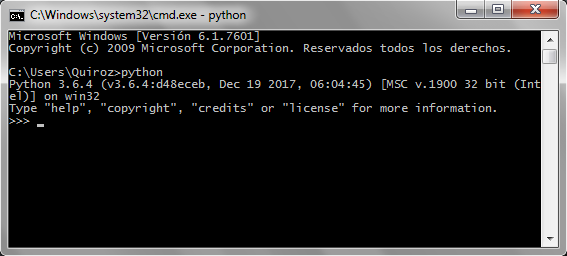 C:\Windows\system32\cmd.exe - python
Microsoft Windows [Versión 6.1.7601]
Copyright (c) 2009 Microsoft Corporation. Reservados todos los derechos.
C:\Users\Quiroz>python
Python 3.6.4 (v3.6.4:d48eceb, Dec 19 2017, 06:04:45) [MSC v.1900 32 bit (Int
el)] on win32
Type "help", "copyright", "credits" or "license" for more information.
>>> _